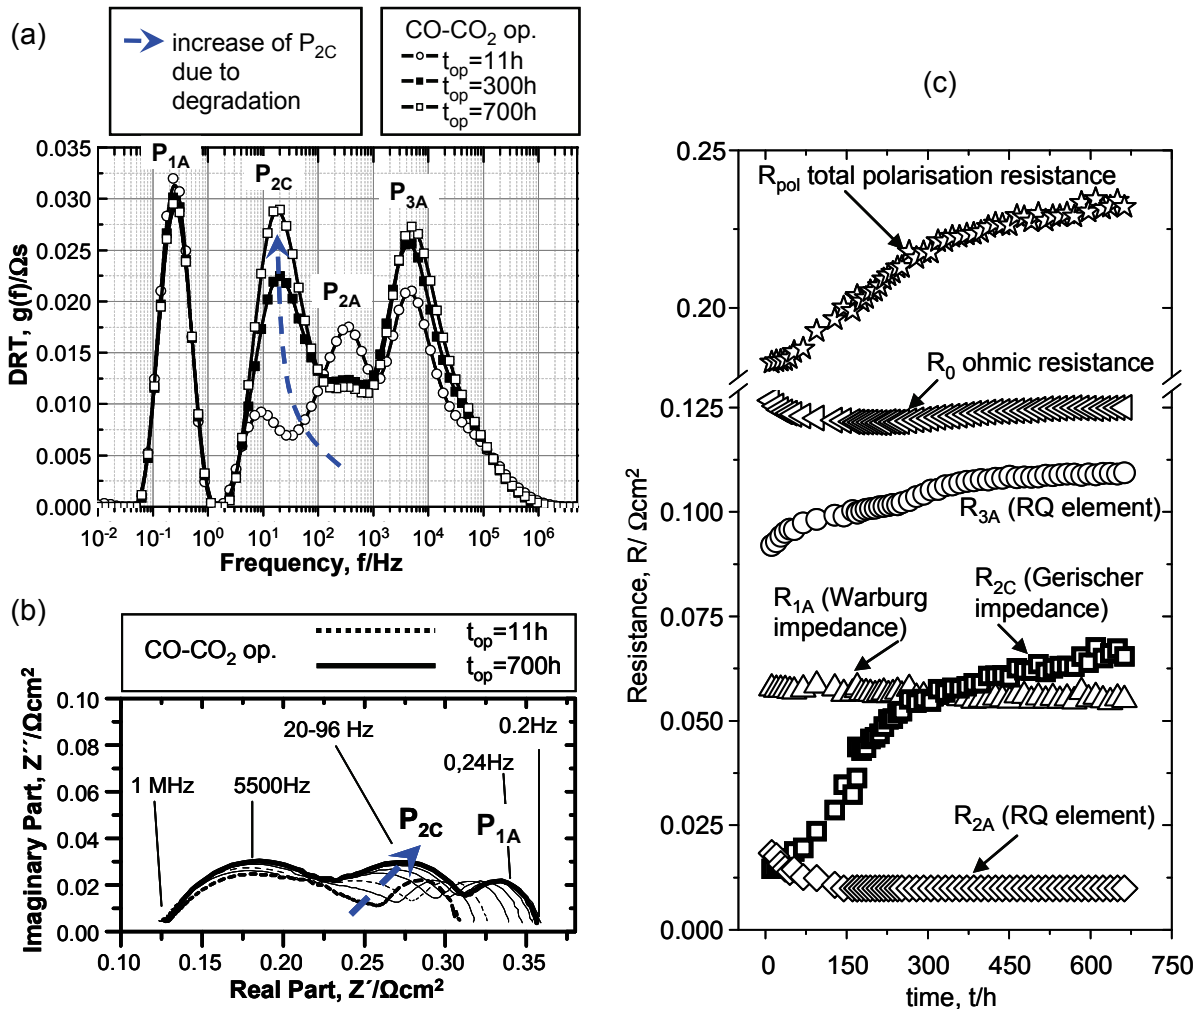 (a)
increase of P2C
due to
degradation
CO-CO2 op.
top=11h
top=300h
top=700h
P1A
P2C
P2A
P3A
0.035
0.030
0.025
0.020
0.015
0.010
0.005
0.000
DRT, g(f)/Ωs
10-2 10-1 100 101 102 103 104 105 106
Frequency, f/Hz
(b)
CO-CO2 op.
top=11h
top=700h
0.10
0.08
0.06
0.04
0.02
0.00
Imaginary Part, Z´´/Ωcm2
1 MHz
5500Hz
20-96 Hz
0,24Hz
0.2Hz
P2C
P1A
0.10 0.15 0.20 0.25 0.30 0.35
Real Part, Z´/Ωcm2
(c)
0.25
0.20
0.125
0.100
0.075
0.050
0.025
0.000
Resistance, R/ Ωcm2
Rpol total polarisation resistance
R0 ohmic resistance
R3A (RQ element)
R1A (Warburg
impedance)
R2C (Gerischer
impedance)
R2A (RQ element)
0 150 300 450 600 750
time, t/h